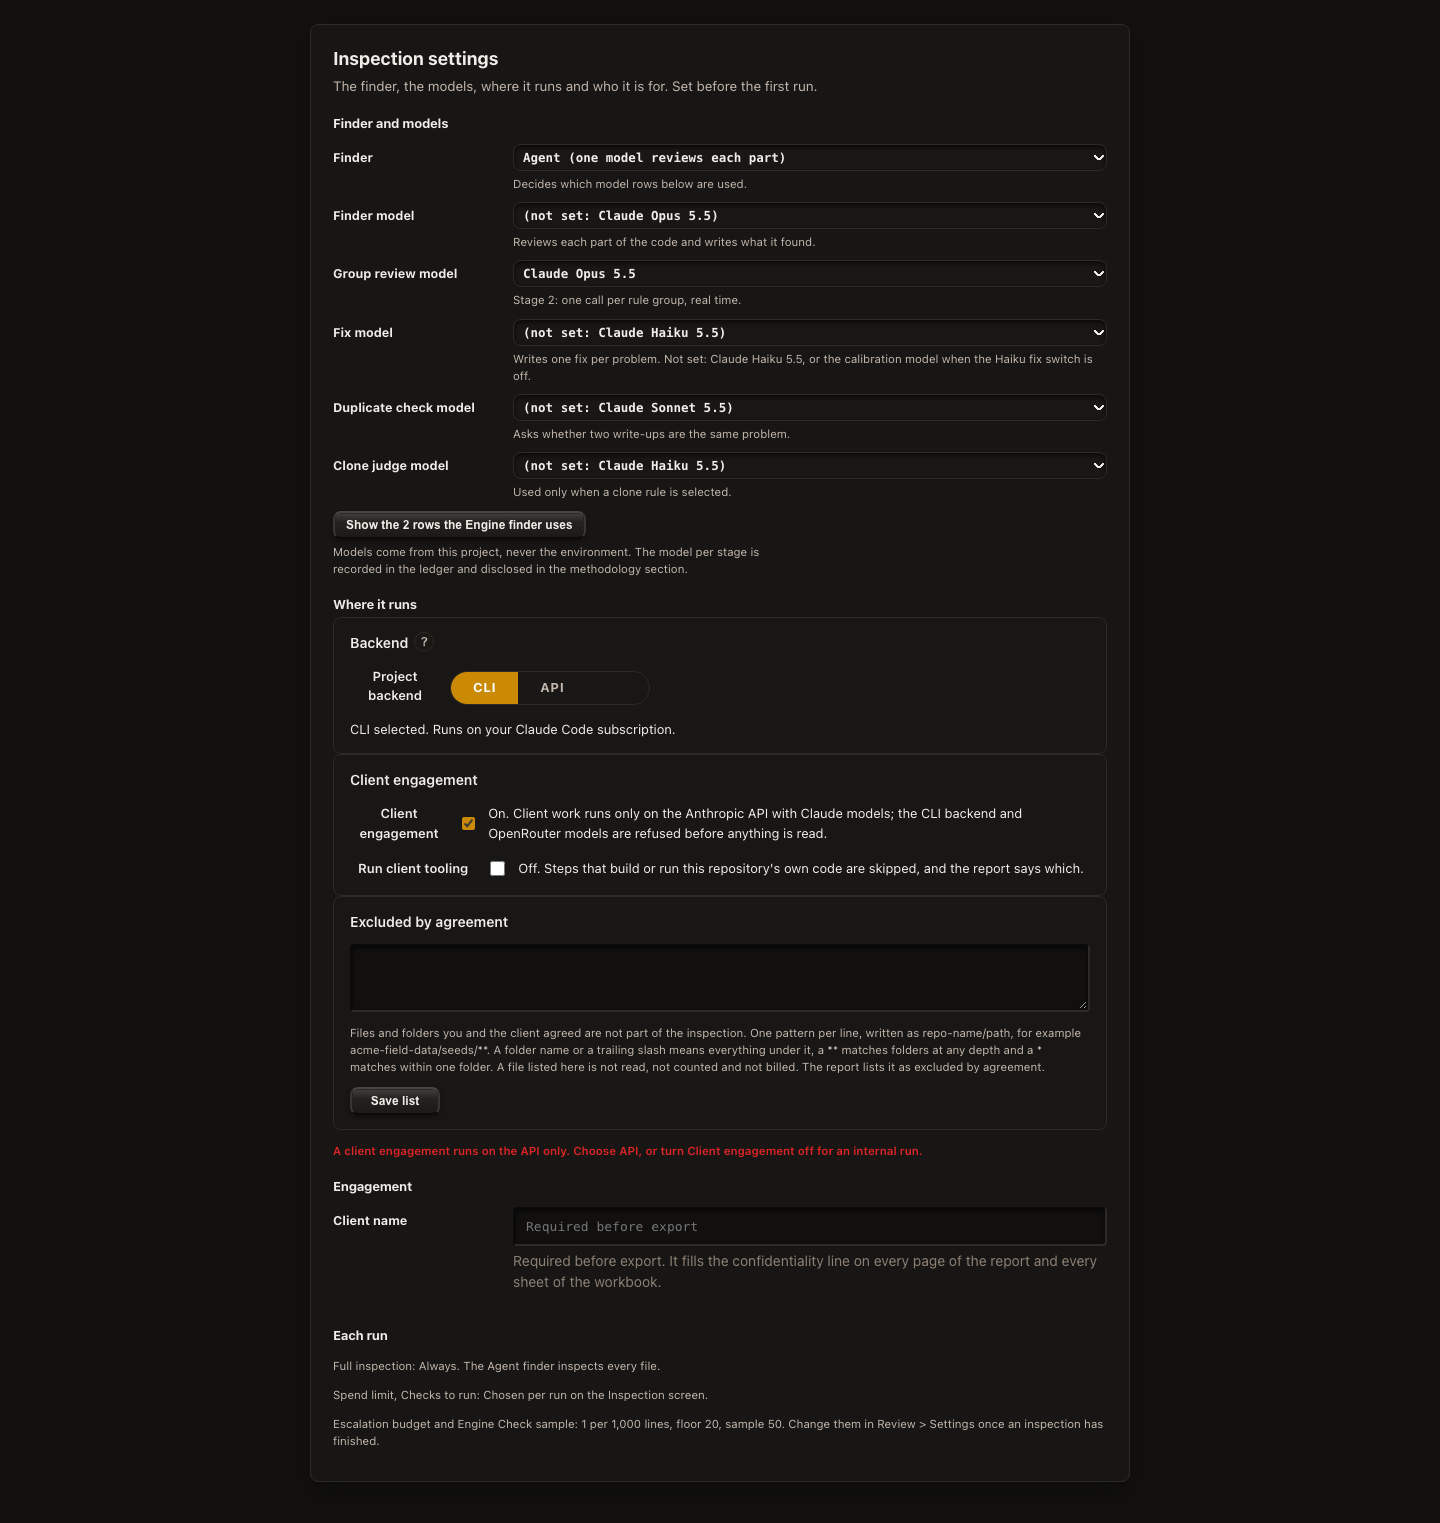 Inspection settings
The finder, the models, where it runs and who it is for. Set before the first run.
Finder and models
Finder
Agent (one model reviews each part)
Decides which model rows below are used.
Finder model
(not set: Claude Opus 5.5)
Reviews each part of the code and writes what it found.
Group review model
Claude Opus 5.5
Stage 2: one call per rule group, real time.
Fix model
(not set: Claude Haiku 5.5)
Writes one fix per problem. Not set: Claude Haiku 5.5, or the calibration model when the Haiku fix switch is
off.
Duplicate check model
(not set: Claude Sonnet 5.5)
Asks whether two write-ups are the same problem.
Clone judge model
(not set: Claude Haiku 5.5)
Used only when a clone rule is selected.
Show the 2 rows the Engine finder uses
Models come from this project, never the environment. The model per stage is
recorded in the ledger and disclosed in the methodology section.
Where it runs
Backend ?
Project
backend
CLI API
CLI selected. Runs on your Claude Code subscription.
Client engagement
Client
engagement
On. Client work runs only on the Anthropic API with Claude models; the CLI backend and
OpenRouter models are refused before anything is read.
Run client tooling
Off. Steps that build or run this repository's own code are skipped, and the report says which.
Excluded by agreement
Files and folders you and the client agreed are not part of the inspection. One pattern per line, written as repo-name/path, for example
acme-field-data/seeds/**. A folder name or a trailing slash means everything under it, a ** matches folders at any depth and a *
matches within one folder. A file listed here is not read, not counted and not billed. The report lists it as excluded by agreement.
Save list
A client engagement runs on the API only. Choose API, or turn Client engagement off for an internal run.
Engagement
Client name
Required before export
Required before export. It fills the confidentiality line on every page of the report and every
sheet of the workbook.
Each run
Full inspection: Always. The Agent finder inspects every file.
Spend limit, Checks to run: Chosen per run on the Inspection screen.
Escalation budget and Engine Check sample: 1 per 1,000 lines, floor 20, sample 50. Change them in Review > Settings once an inspection has
finished.